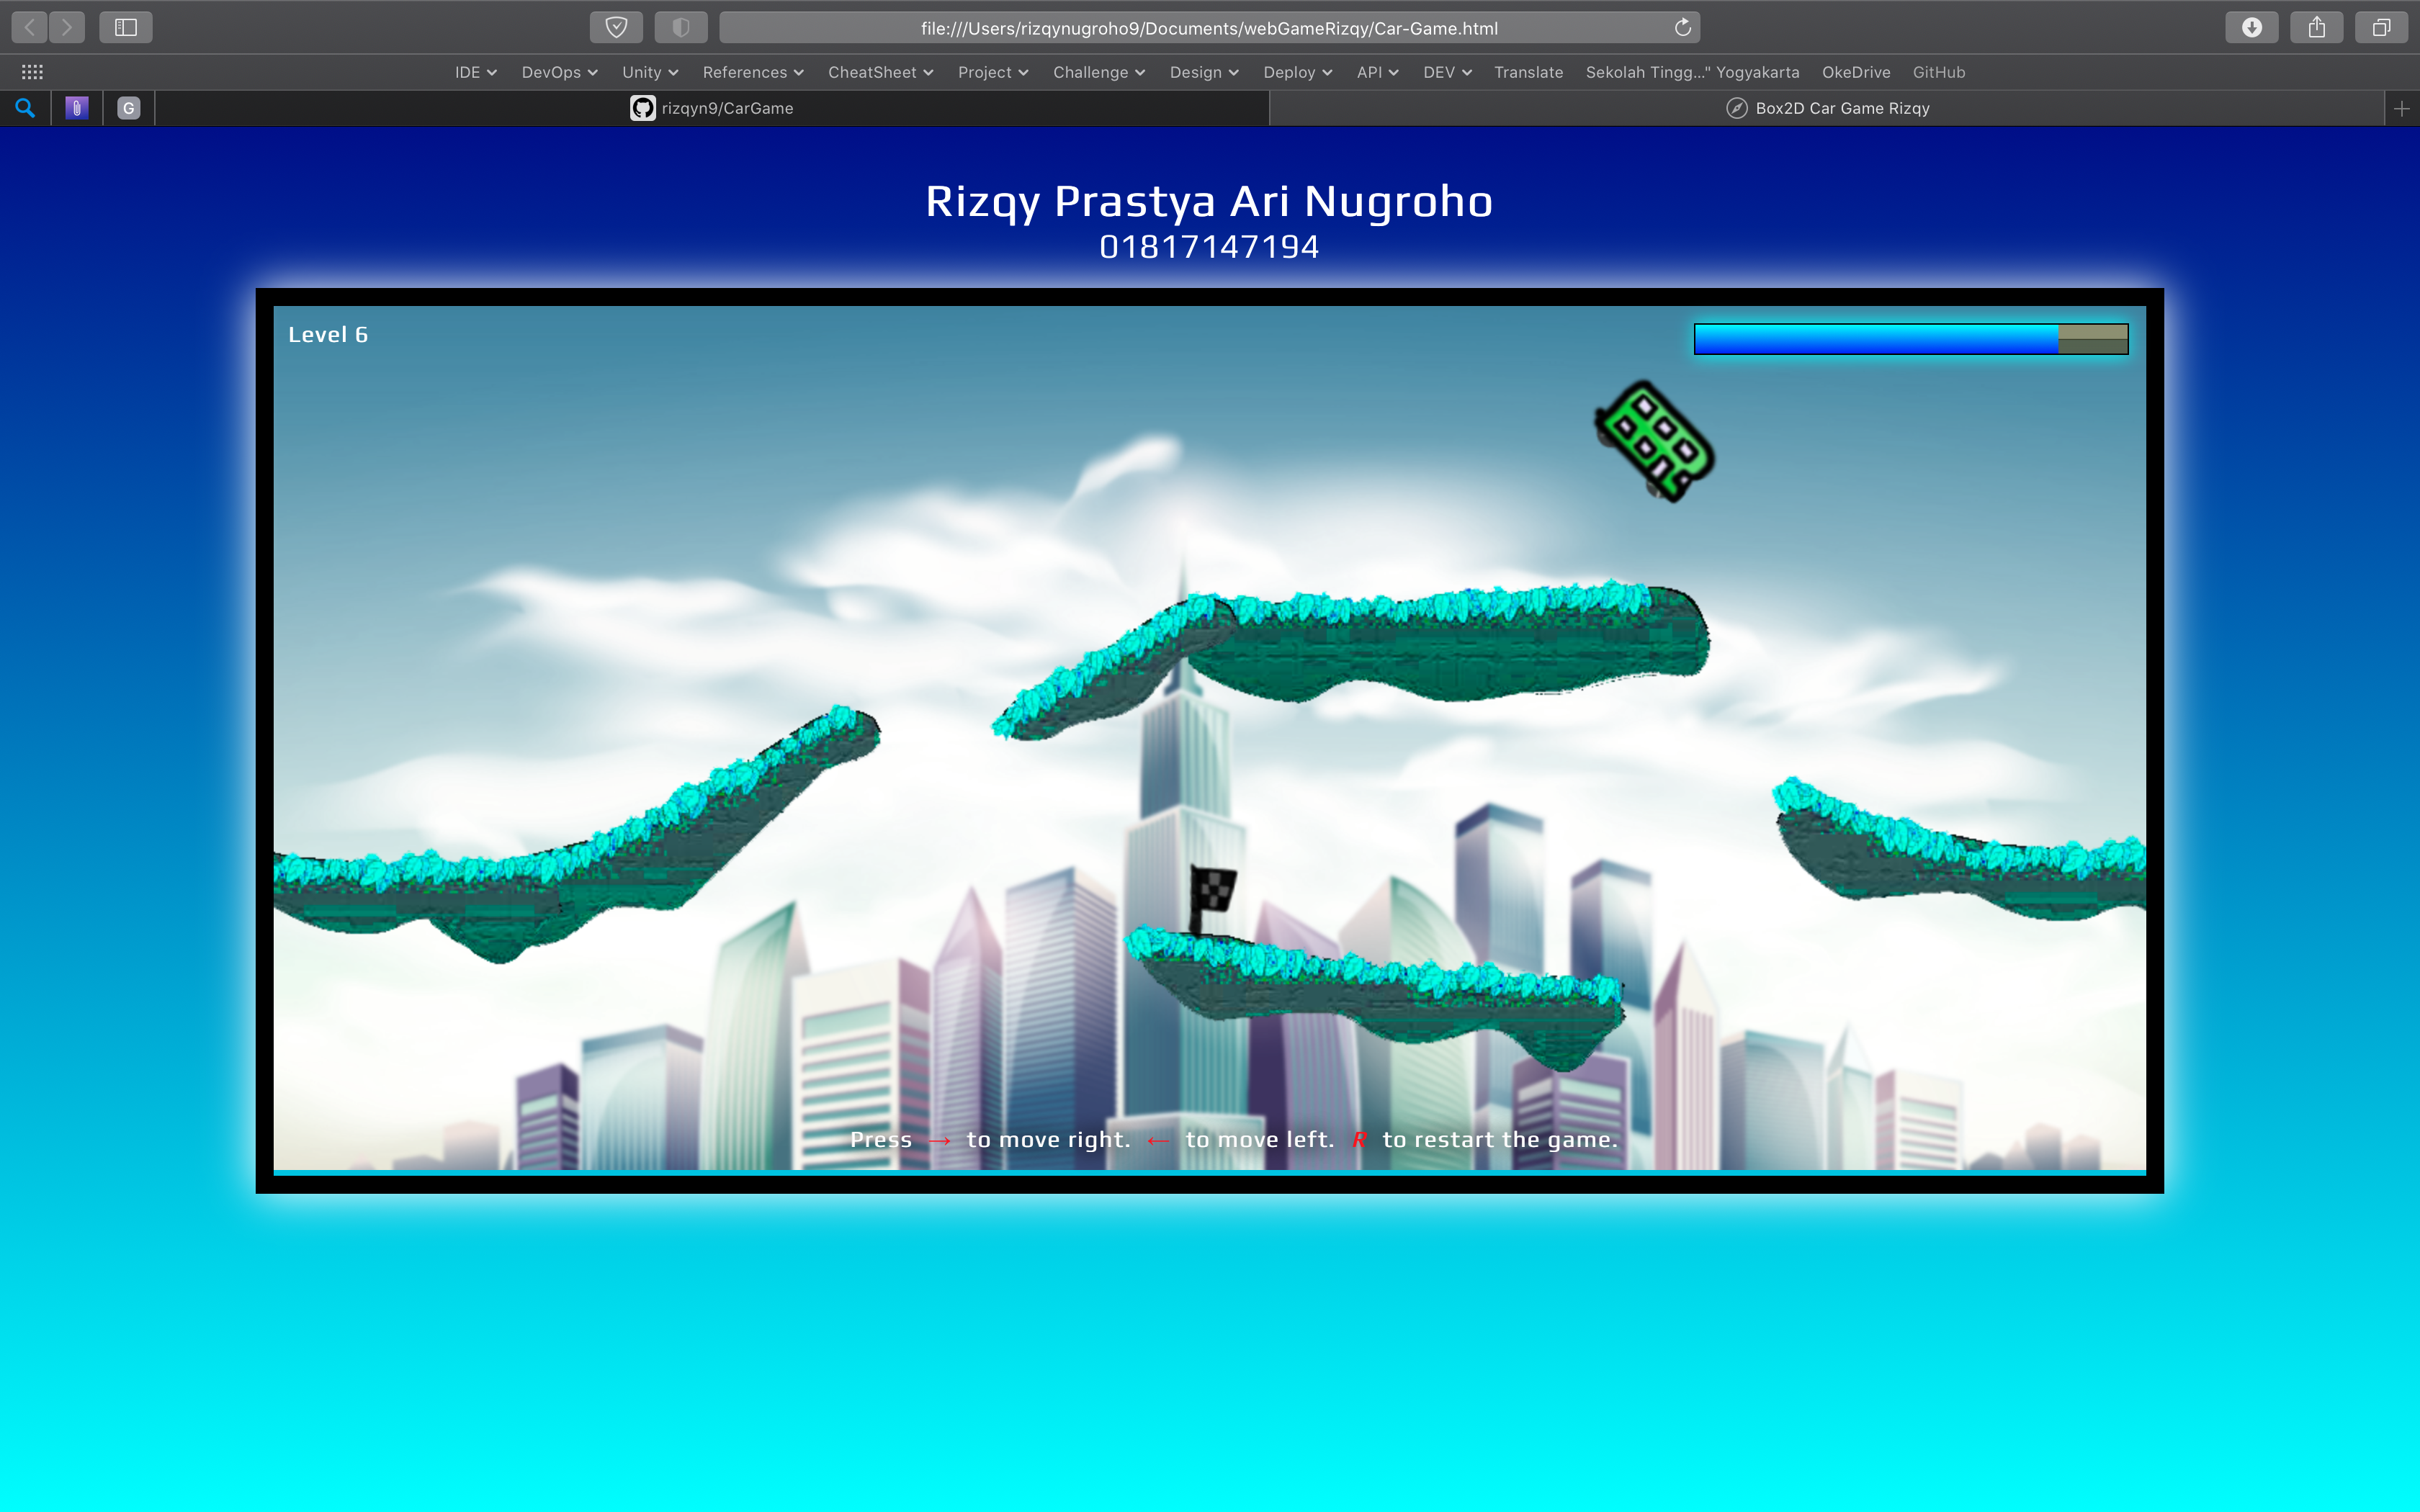 file:///Users/rizqynugroho9/Documents/webGameRizqy/Car-Game.html
IDE DevOps Unity References CheatSheet Project Challenge Design Deploy API DEV Translate Sekolah Tingg..." Yogyakarta OkeDrive GitHub
G rizqyn9/CarGame Box2D Car Game Rizqy
Rizqy Prastya Ari Nugroho
01817147194
Level 6
Press → to move right. ← to move left. R to restart the game.